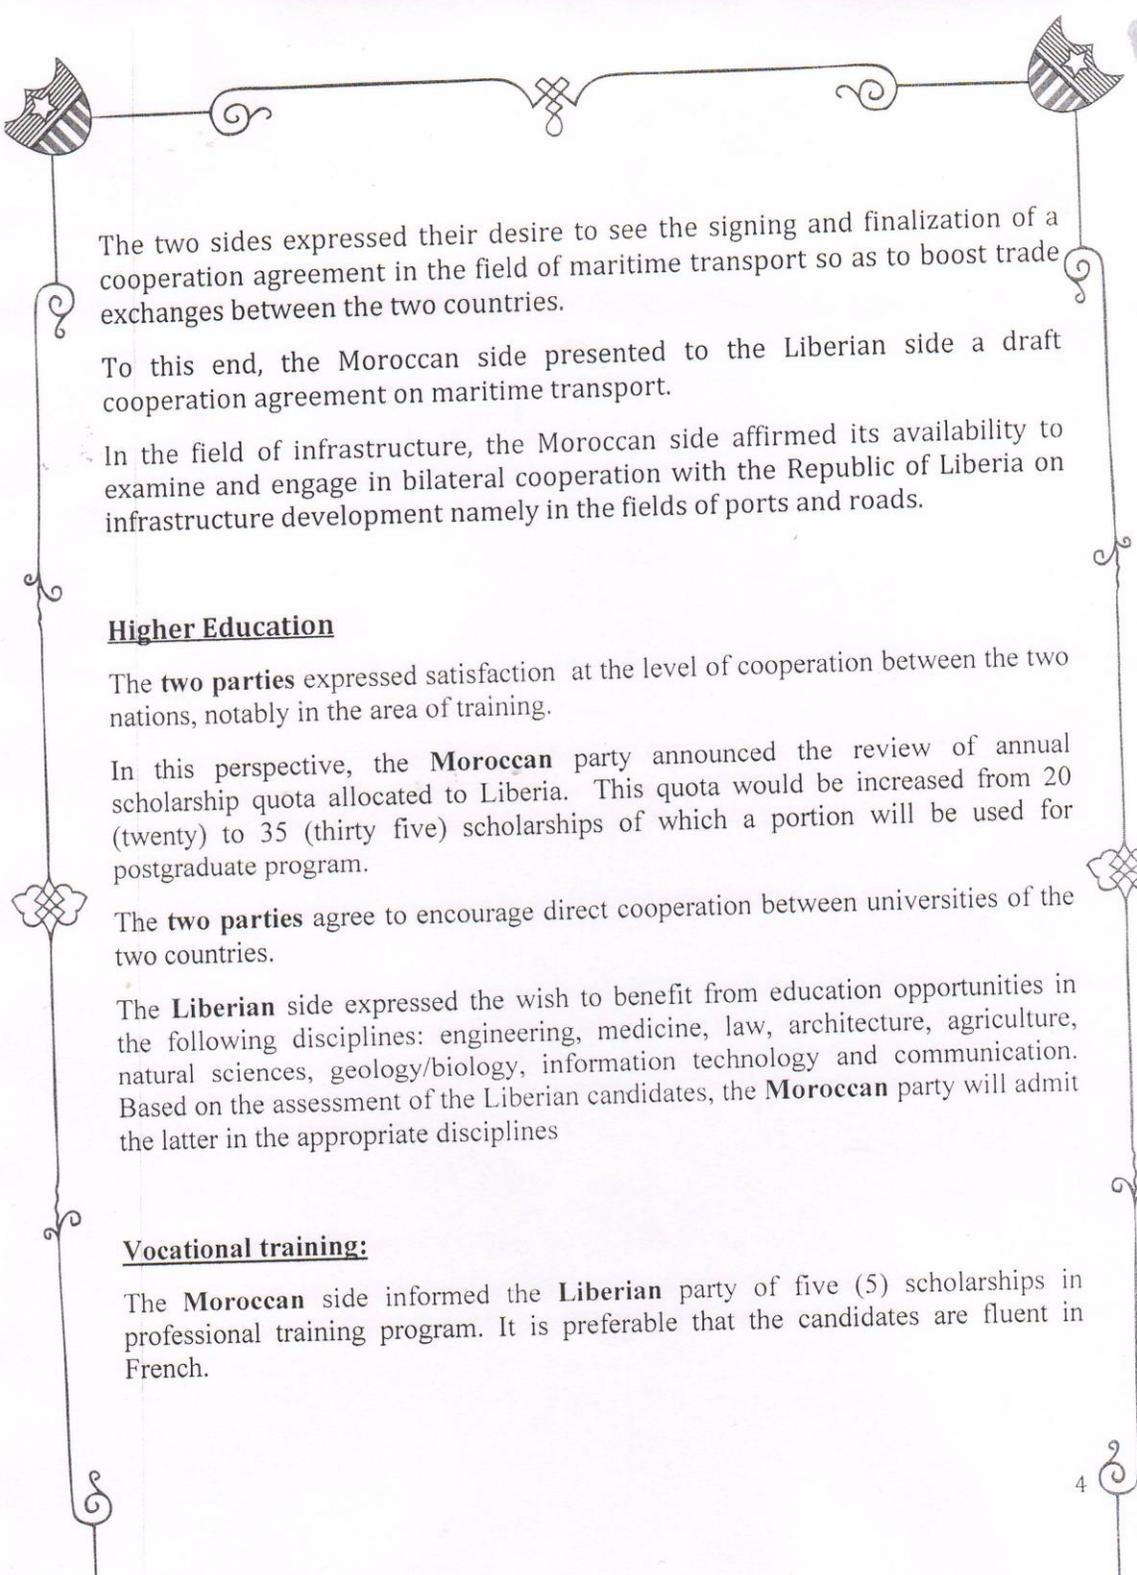 The two sides expressed their desire to see the signing and finalization of a
cooperation agreement in the field of maritime transport so as to boost trade
exchanges between the two countries.
To this end, the Moroccan side presented to the Liberian side a draft
cooperation agreement on maritime transport.
In the field of infrastructure, the Moroccan side affirmed its availability to
examine and engage in bilateral cooperation with the Republic of Liberia on
infrastructure development namely in the fields of ports and roads.
Higher Education
The two parties expressed satisfaction at the level of cooperation between the two
nations, notably in the area of training.
In this perspective, the Moroccan party announced the review of annual
scholarship quota allocated to Liberia. This quota would be increased from 20
(twenty) to 35 (thirty five) scholarships of which a portion will be used for
postgraduate program.
The two parties agree to encourage direct cooperation between universities of the
two countries.
The Liberian side expressed the wish to benefit from education opportunities in
the following disciplines: engineering, medicine, law, architecture, agriculture,
natural sciences, geology/biology, information technology and communication.
Based on the assessment of the Liberian candidates, the Moroccan party will admit
the latter in the appropriate disciplines
Vocational training:
The Moroccan side informed the Liberian party of five (5) scholarships in
professional training program. It is preferable that the candidates are fluent in
French.
4